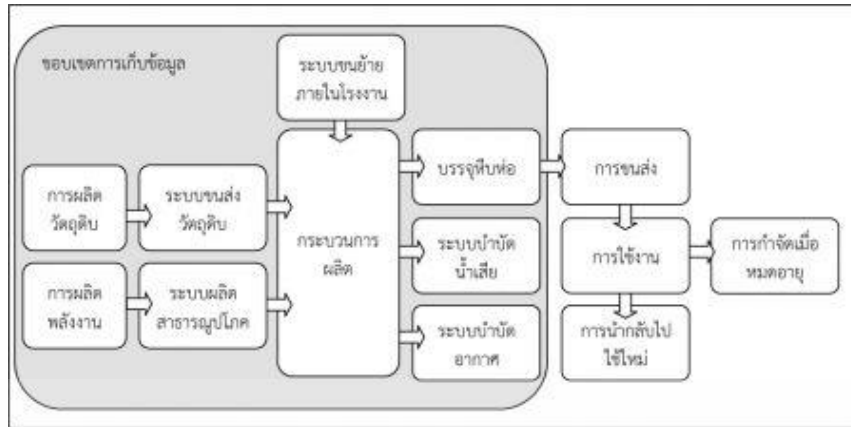 ขอบเขตการเก็บข้อมูล
ระบบขนย้าย
ภายในโรงงาน
การผลิต
วัตถุดิบ
ระบบขนส่ง
วัตถุดิบ
การผลิต
พลังงาน
ระบบผลิต
สาธารณูปโภค
กระบวนการ
ผลิต
บรรจุหีบห่อ
ระบบบำบัด
น้ำเสีย
ระบบบำบัด
อากาศ
การขนส่ง
การใช้งาน
การนำกลับไป
ใช้ใหม่
การกำจัดเมื่อ
หมดอายุ